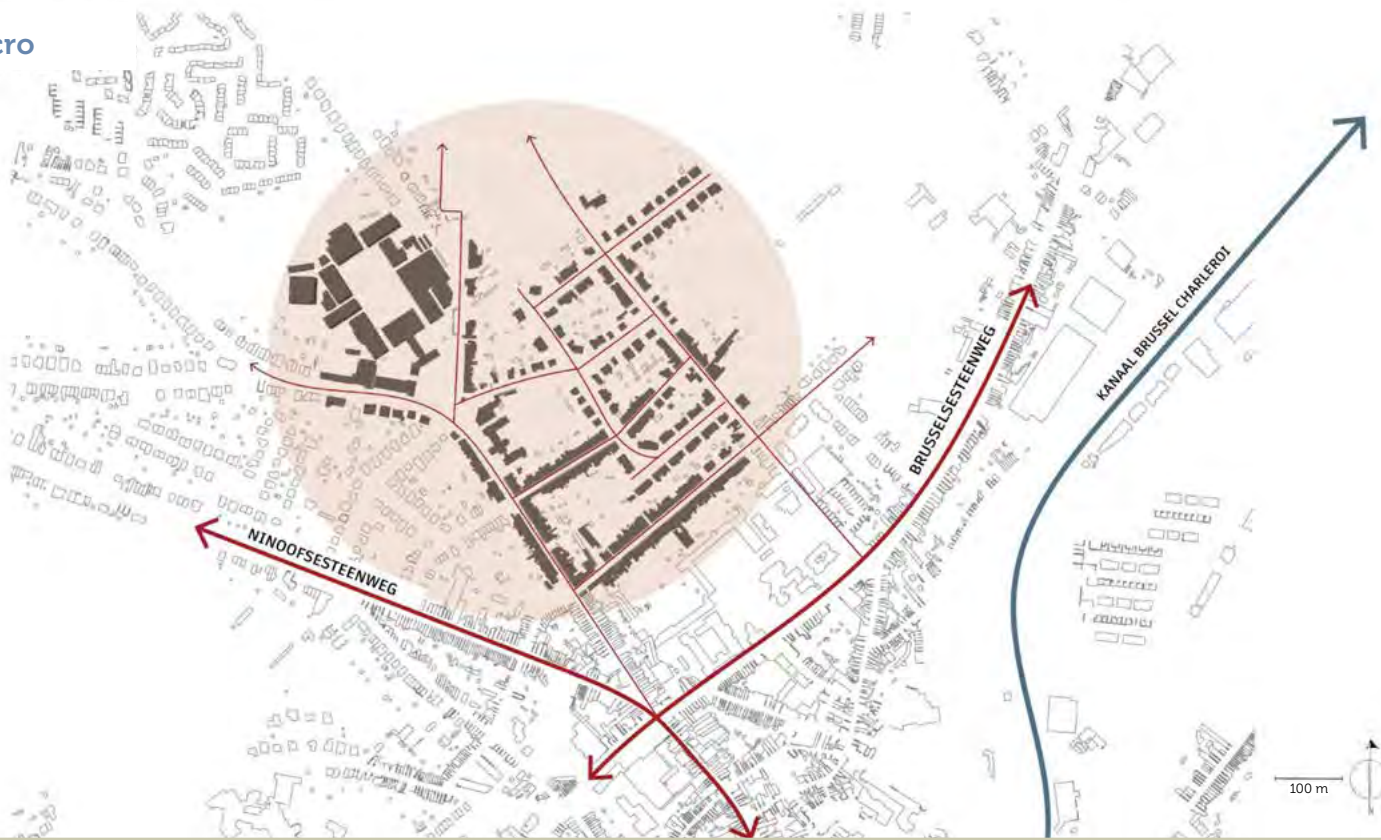 cro
KANAAL BRUSSEL CHARLEROI
BRUSSELSESTEENWEG
NINOOFSESTEENWEG
100 m